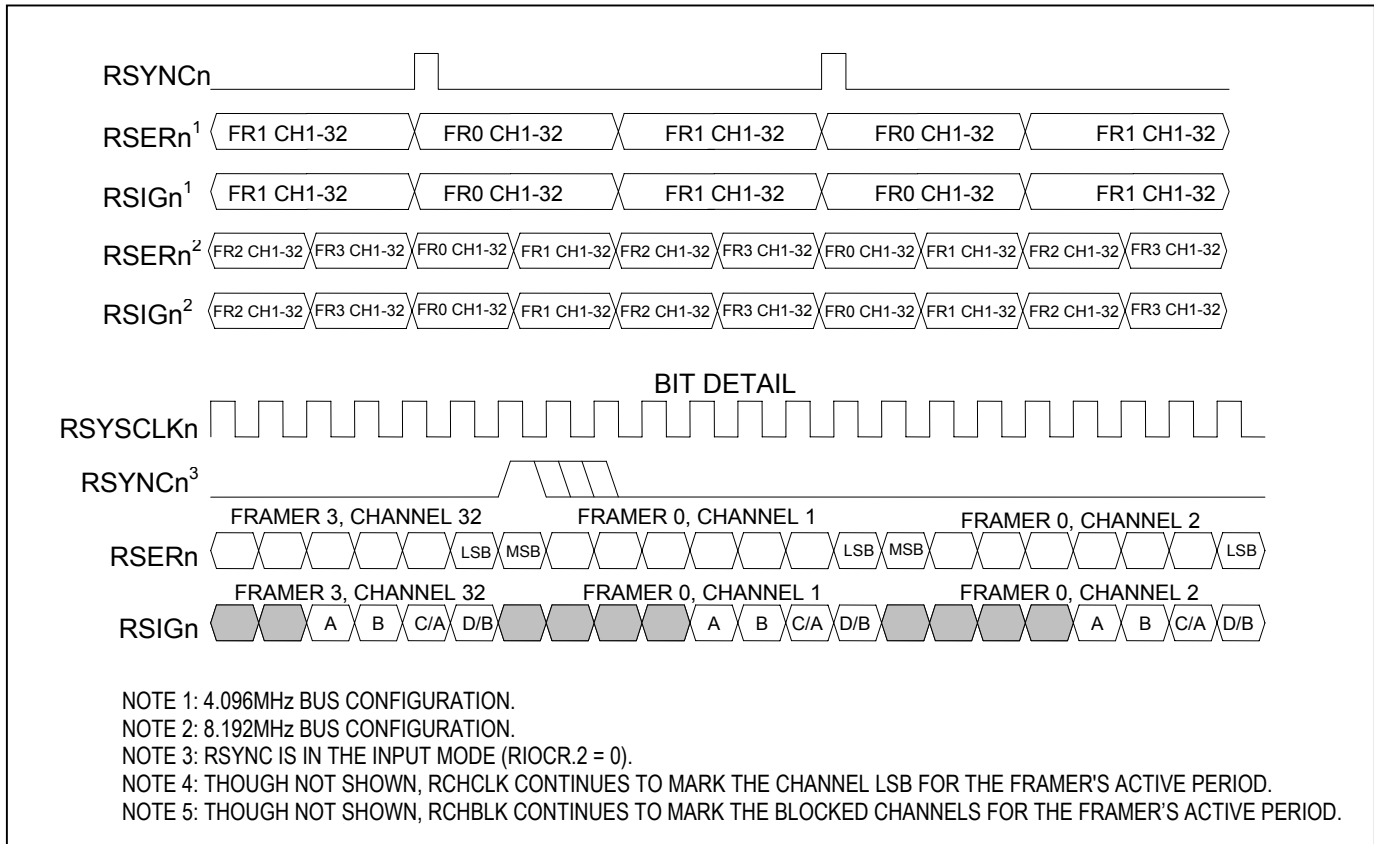 RSYNCn
RSERn1 FR1 CH1-32 FR0 CH1-32 FR1 CH1-32 FR0 CH1-32 FR1 CH1-32
RSIGn1 FR1 CH1-32 FR0 CH1-32 FR1 CH1-32 FR0 CH1-32 FR1 CH1-32
RSERn2 FR2 CH1-32 FR3 CH1-32 FR0 CH1-32 FR1 CH1-32 FR2 CH1-32 FR3 CH1-32 FR0 CH1-32 FR1 CH1-32 FR2 CH1-32 FR3 CH1-32
RSIGn2 FR2 CH1-32 FR3 CH1-32 FR0 CH1-32 FR1 CH1-32 FR2 CH1-32 FR3 CH1-32 FR0 CH1-32 FR1 CH1-32 FR2 CH1-32 FR3 CH1-32
BIT DETAIL
RSYSCLKn
RSYNCn3
FRAMER 3, CHANNEL 32 FRAMER 0, CHANNEL 1 FRAMER 0, CHANNEL 2
RSERn LSB MSB LSB MSB LSB
FRAMER 3, CHANNEL 32 FRAMER 0, CHANNEL 1 FRAMER 0, CHANNEL 2
RSIGn A B C/A D/B A B C/A D/B A B C/A D/B
NOTE 1: 4.096MHz BUS CONFIGURATION.
NOTE 2: 8.192MHz BUS CONFIGURATION.
NOTE 3: RSYNC IS IN THE INPUT MODE (RIOCR.2 = 0).
NOTE 4: THOUGH NOT SHOWN, RCHCLK CONTINUES TO MARK THE CHANNEL LSB FOR THE FRAMER'S ACTIVE PERIOD.
NOTE 5: THOUGH NOT SHOWN, RCHBLK CONTINUES TO MARK THE BLOCKED CHANNELS FOR THE FRAMER’S ACTIVE PERIOD.